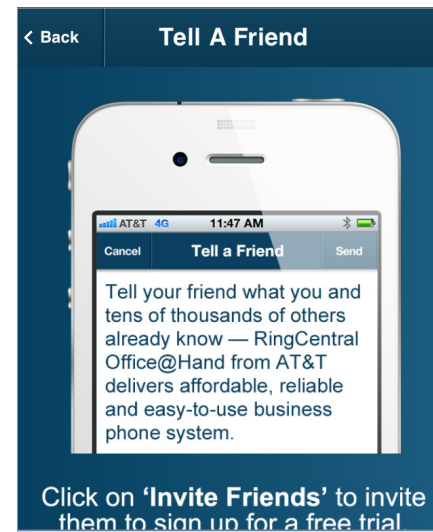 Back
Tell A Friend
AT&T 4G 11:47 AM
Cancel Tell a Friend Send
Tell your friend what you and
tens of thousands of others
already know — RingCentral
Office@Hand from AT&T
delivers affordable, reliable
and easy-to-use business
phone system.
Click on ‘Invite Friends’ to invite
them to sign up for a free trial